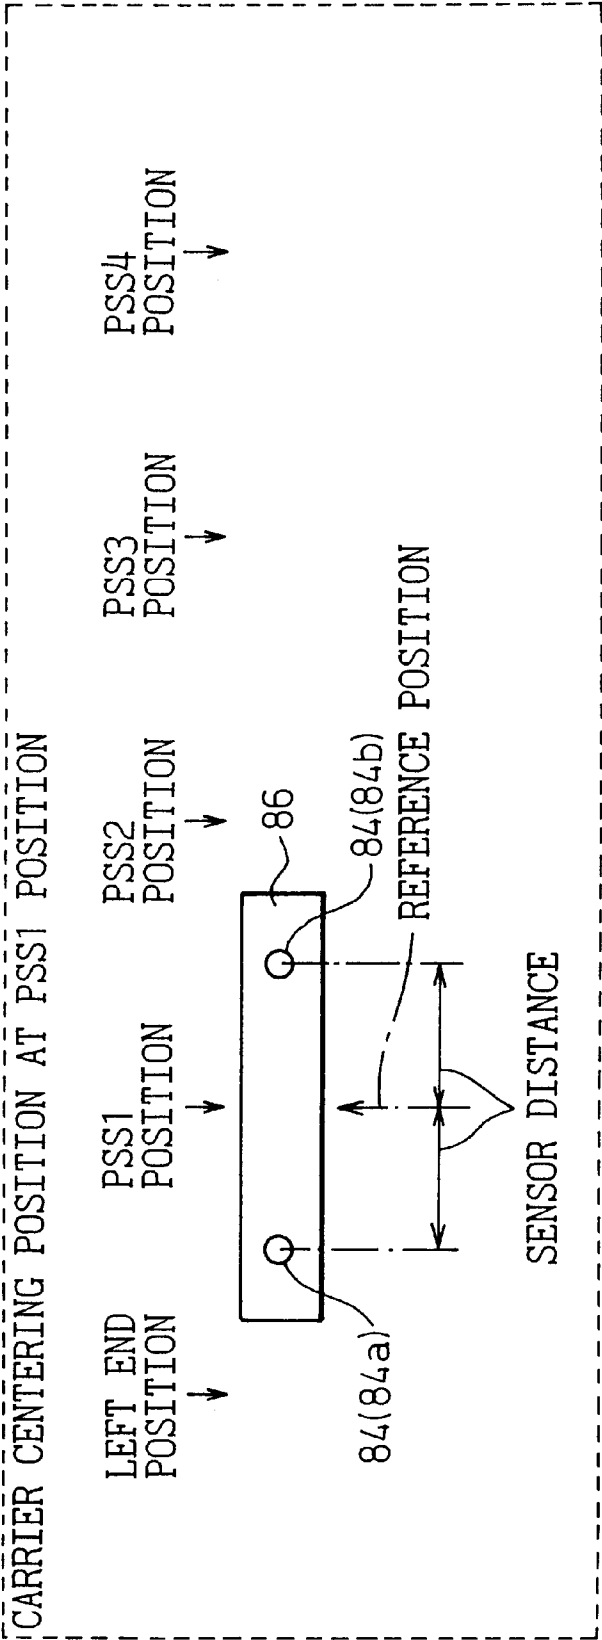 CARRIER CENTERING POSITION AT PSS1 POSITION
LEFT END
POSITION
PSS1
POSITION
PSS2
POSITION
PSS3
POSITION
PSS4
POSITION
86
84(84a)
84(84b)
REFERENCE POSITION
SENSOR DISTANCE